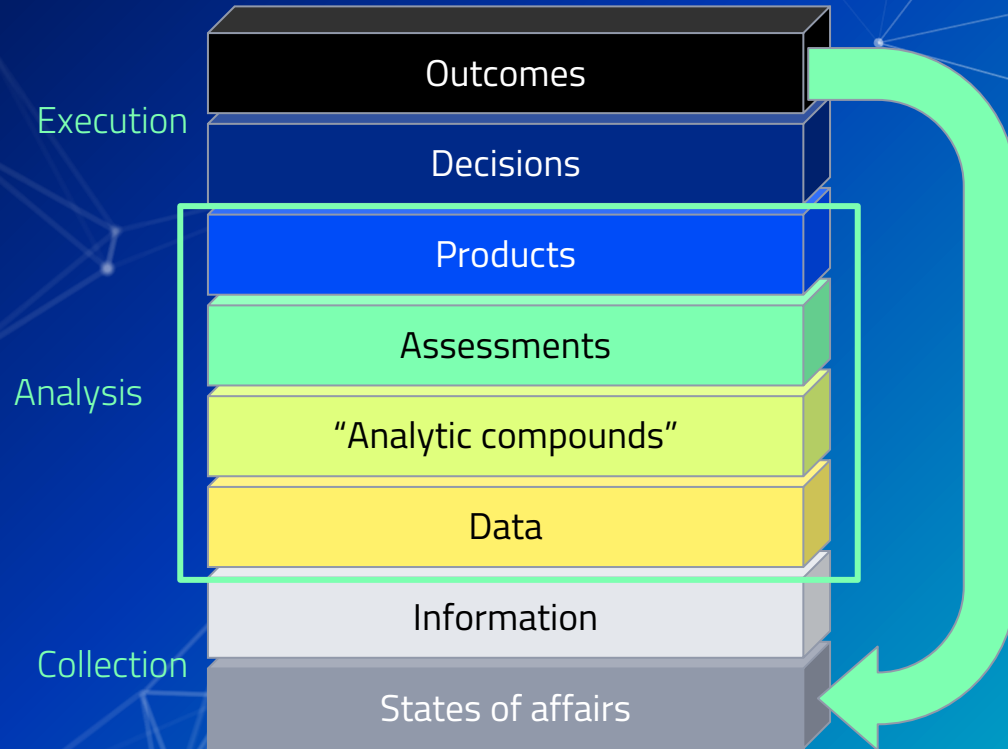 Outcomes
Execution
Decisions
Products
Assessments
Analysis
“Analytic compounds”
Data
Information
Collection
States of affairs